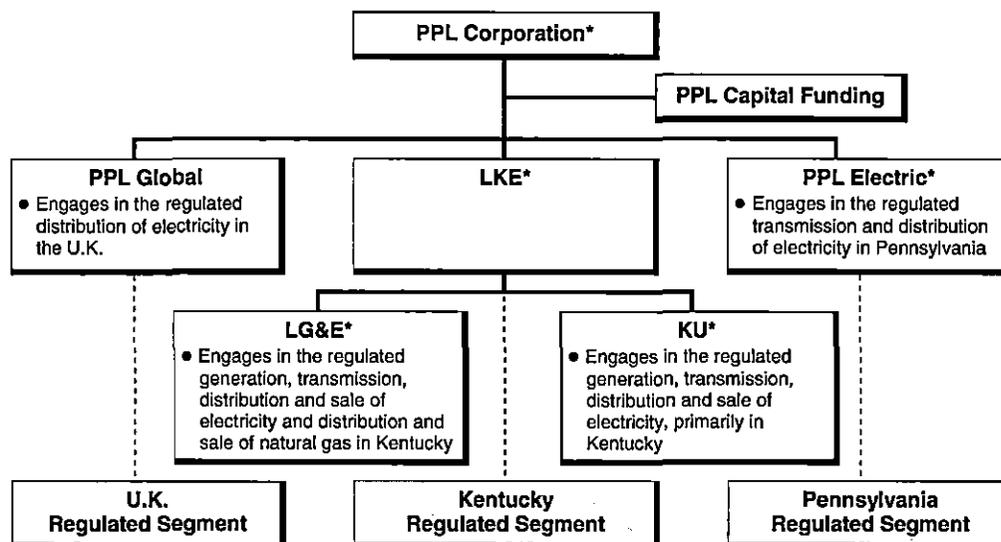 PPL Corporation*
PPL Capital Funding
PPL Global
● Engages in the regulated
distribution of electricity in
the U.K.
LKE*
PPL Electric*
● Engages in the regulated
transmission and distribution
of electricity in Pennsylvania
LG&E*
● Engages in the regulated
generation, transmission,
distribution and sale of
electricity and distribution and
sale of natural gas in Kentucky
KU*
● Engages in the regulated
generation, transmission,
distribution and sale of
electricity, primarily in
Kentucky
U.K.
Regulated Segment
Kentucky
Regulated Segment
Pennsylvania
Regulated Segment